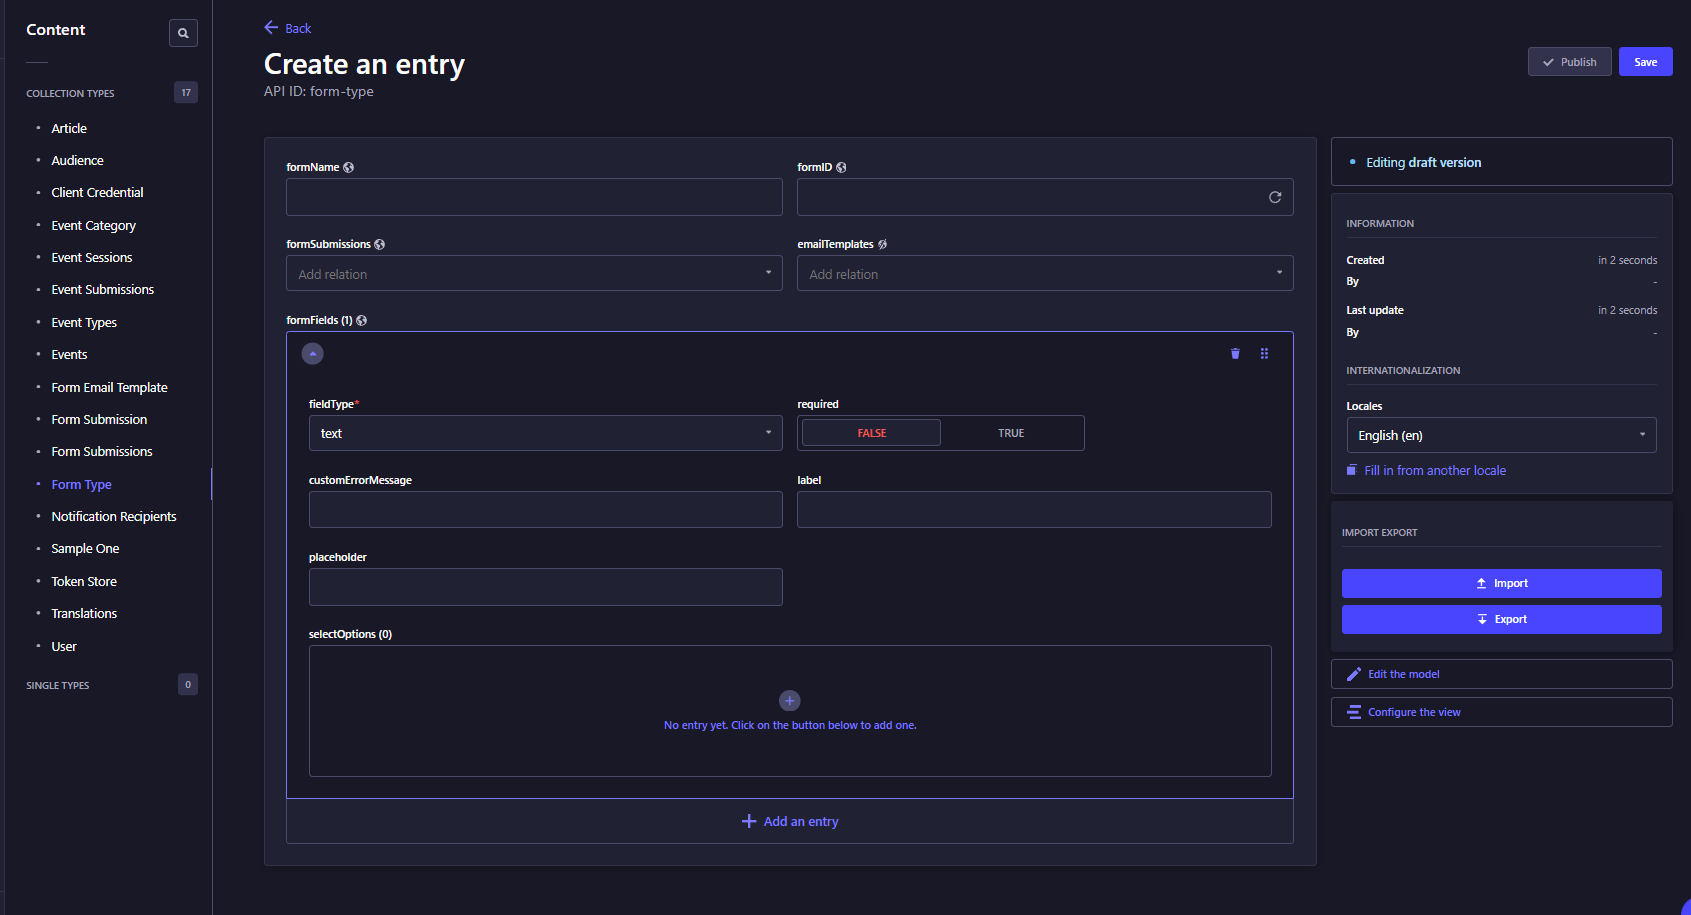 Content
COLLECTION TYPES 17
Article
Audience
Client Credential
Event Category
Event Sessions
Event Submissions
Event Types
Events
Form Email Template
Form Submission
Form Submissions
Form Type
Notification Recipients
Sample One
Token Store
Translations
User
SINGLE TYPES 0
Back
Create an entry
API ID: form-type
Publish
Save
formName
formID
formSubmissions
Add relation
emailTemplates
Add relation
formFields (1)
fieldType*
text
required
FALSE TRUE
customErrorMessage
label
placeholder
selectOptions (0)
No entry yet. Click on the button below to add one.
Add an entry
Editing draft version
INFORMATION
Created in 2 seconds
By -
Last update in 2 seconds
By -
INTERNATIONALIZATION
Locales
English (en)
Fill in from another locale
IMPORT EXPORT
Import
Export
Edit the model
Configure the view